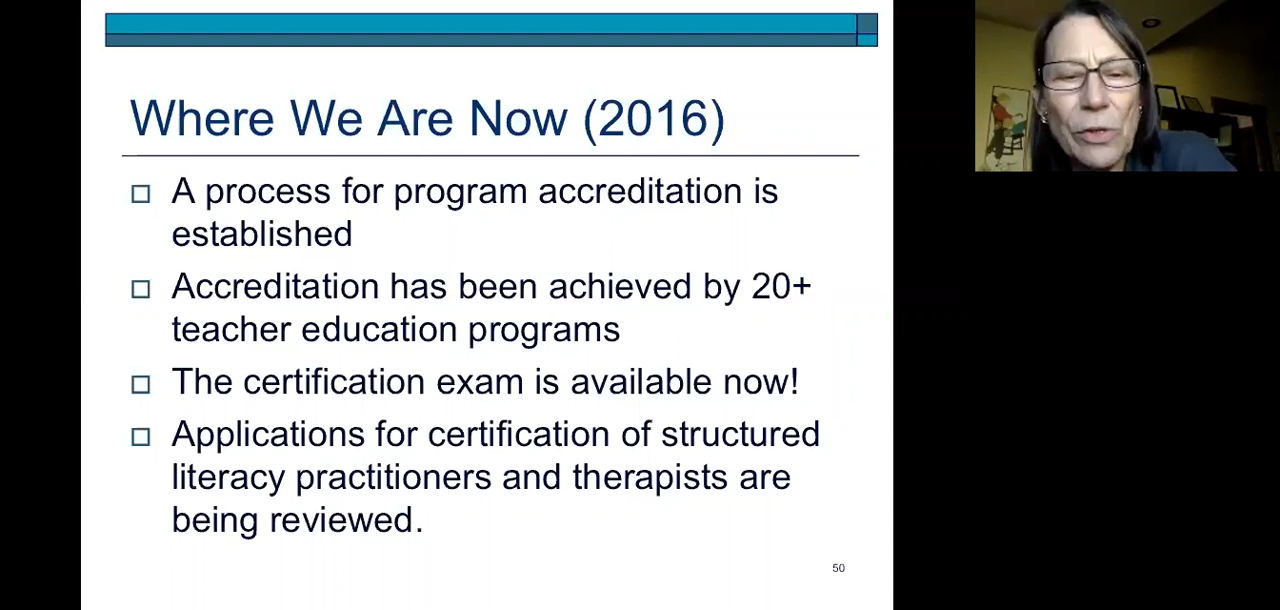 Where We Are Now (2016)
A process for program accreditation is
established
Accreditation has been achieved by 20+
teacher education programs
The certification exam is available now!
Applications for certification of structured
literacy practitioners and therapists are
being reviewed.
50